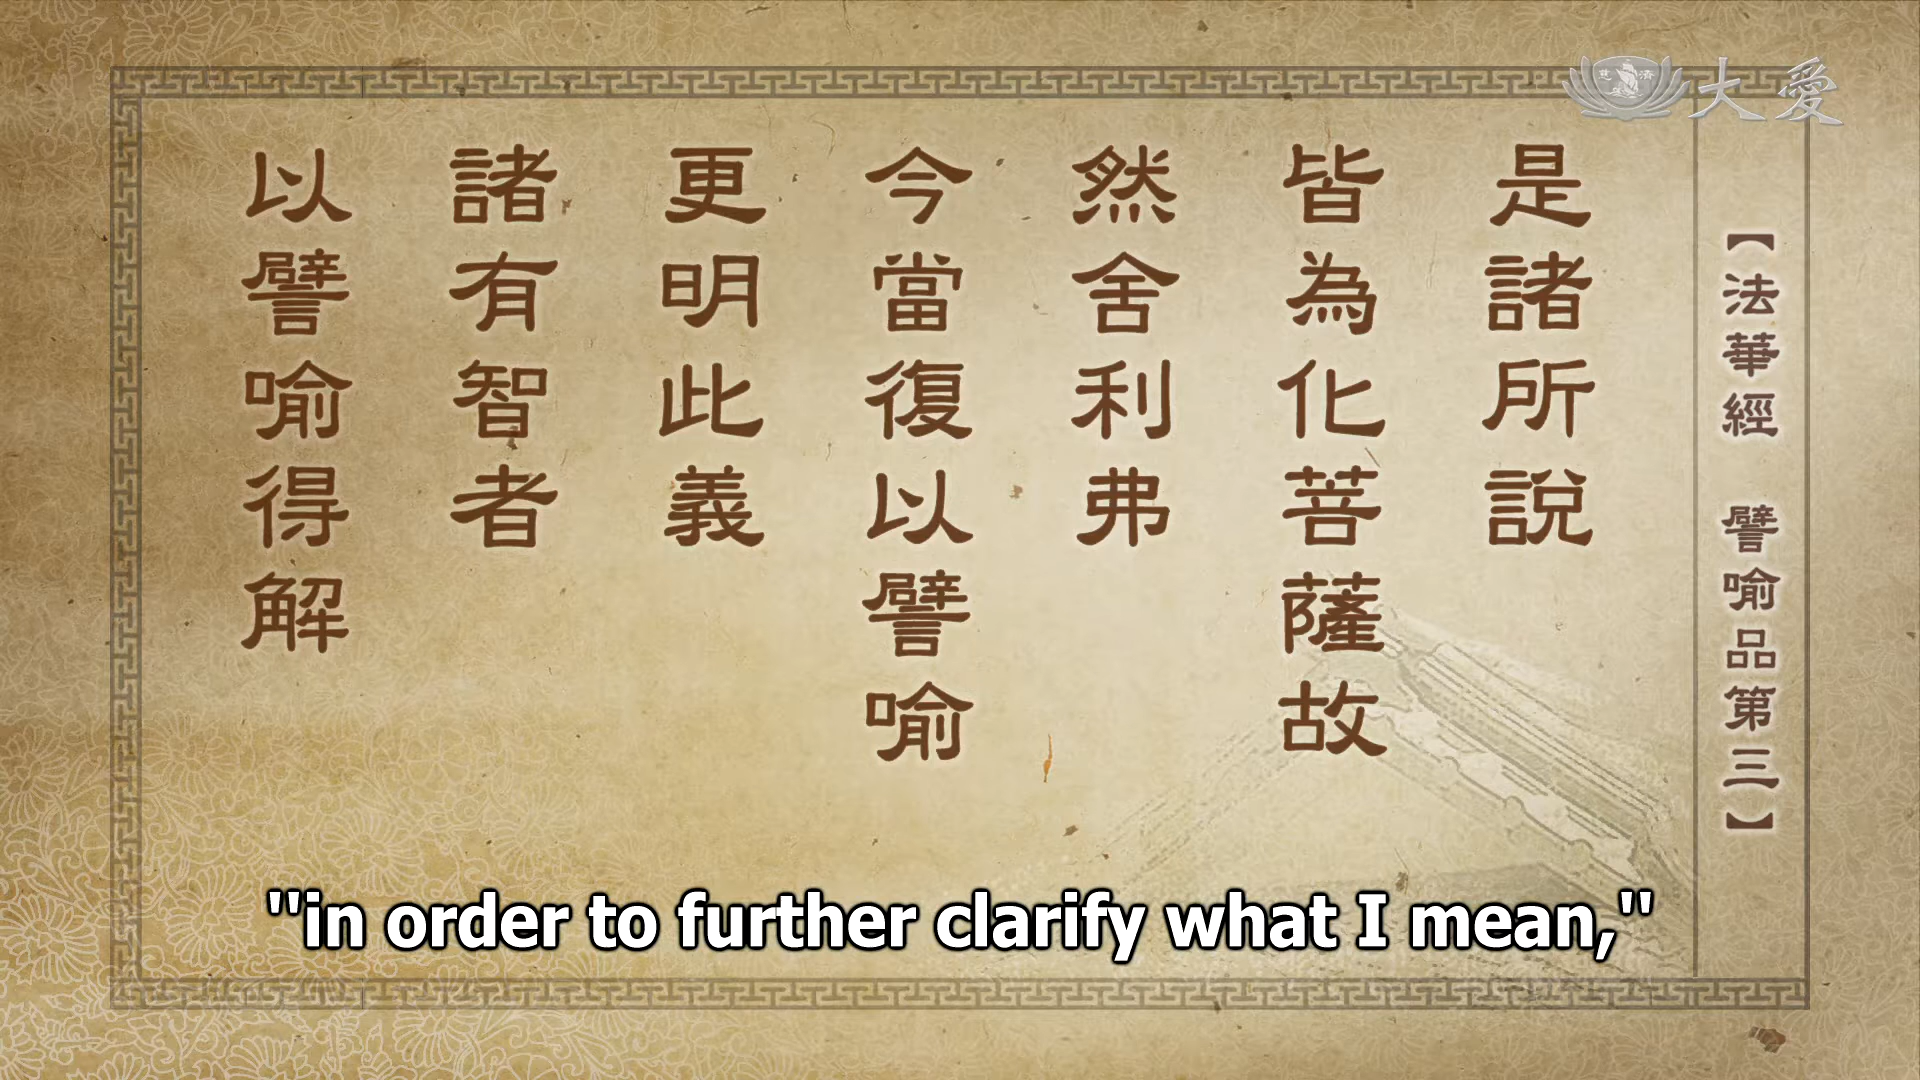 大愛
慈濟
【法華經 譬喻品第三】
是諸所說
皆為化菩薩故
然舍利弗
今當復以譬喻
更明此義
諸有智者
以譬喻得解
"in order to further clarify what I mean,"